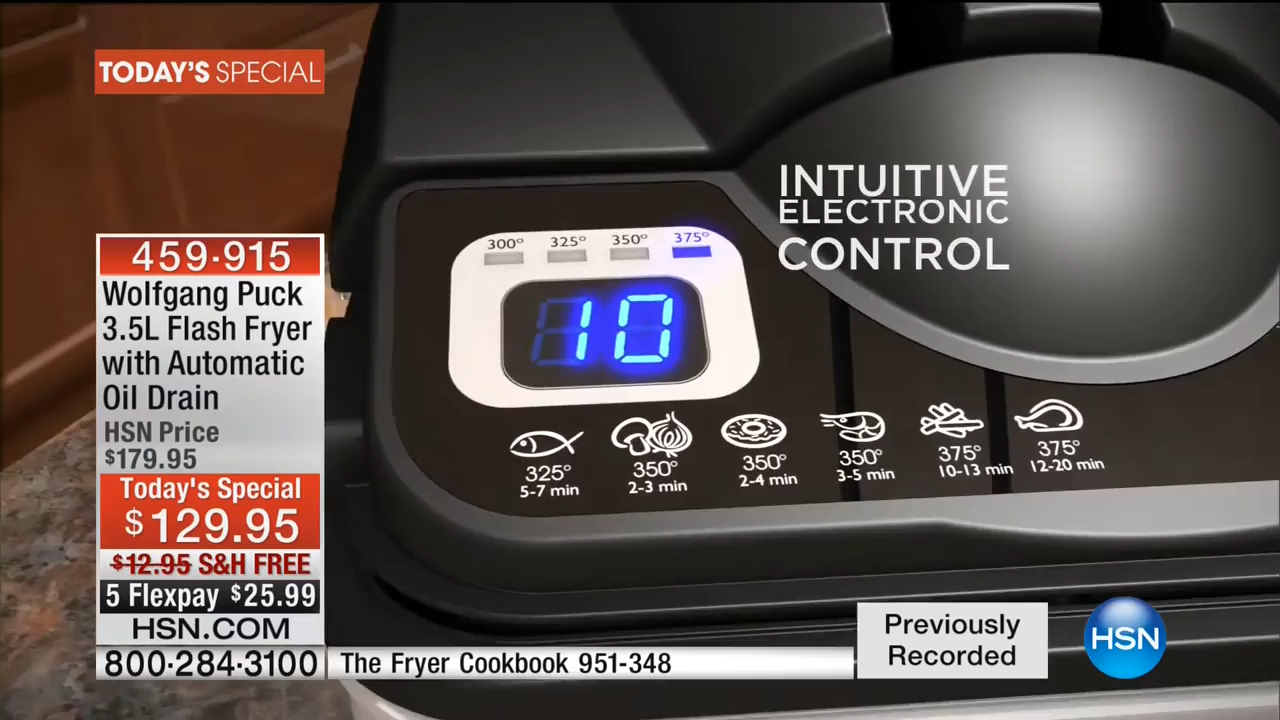 TODAY'S SPECIAL
INTUITIVE
ELECTRONIC
CONTROL
300° 325° 350° 375°
10
325° 350° 350° 350° 375° 375°
5-7 min 2-3 min 2-4 min 3-5 min 10-13 min 12-20 min
459·915
Wolfgang Puck
3.5L Flash Fryer
with Automatic
Oil Drain
HSN Price
$179.95
Today's Special
$129.95
$12.95 S&H FREE
5 Flexpay $25.99
HSN.COM
800·284·3100
The Fryer Cookbook 951-348
Previously
Recorded
HSN